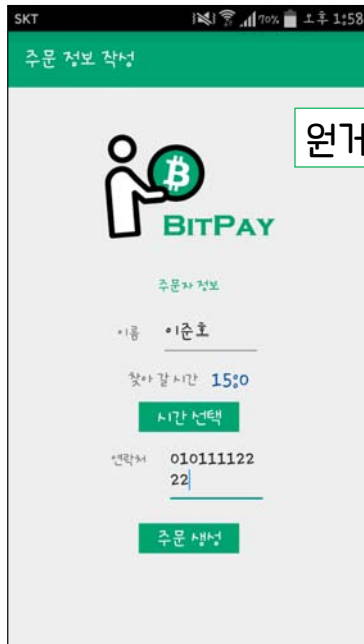 SKT 70% 오후 1:58
주문 정보 작성
BITPAY
주문자 정보
이름 이준호
찾아 갈 시간 15:0
시간 선택
연락처 010111122
22
주문 생성